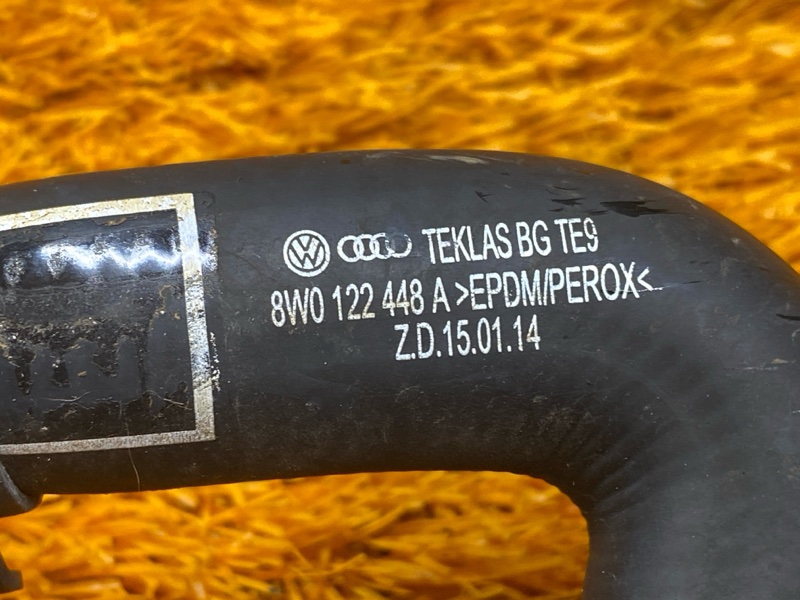 TEKLAS BG TE9
8W0 122 448 A >EPDM/PEROX<
Z.D.15.01.14